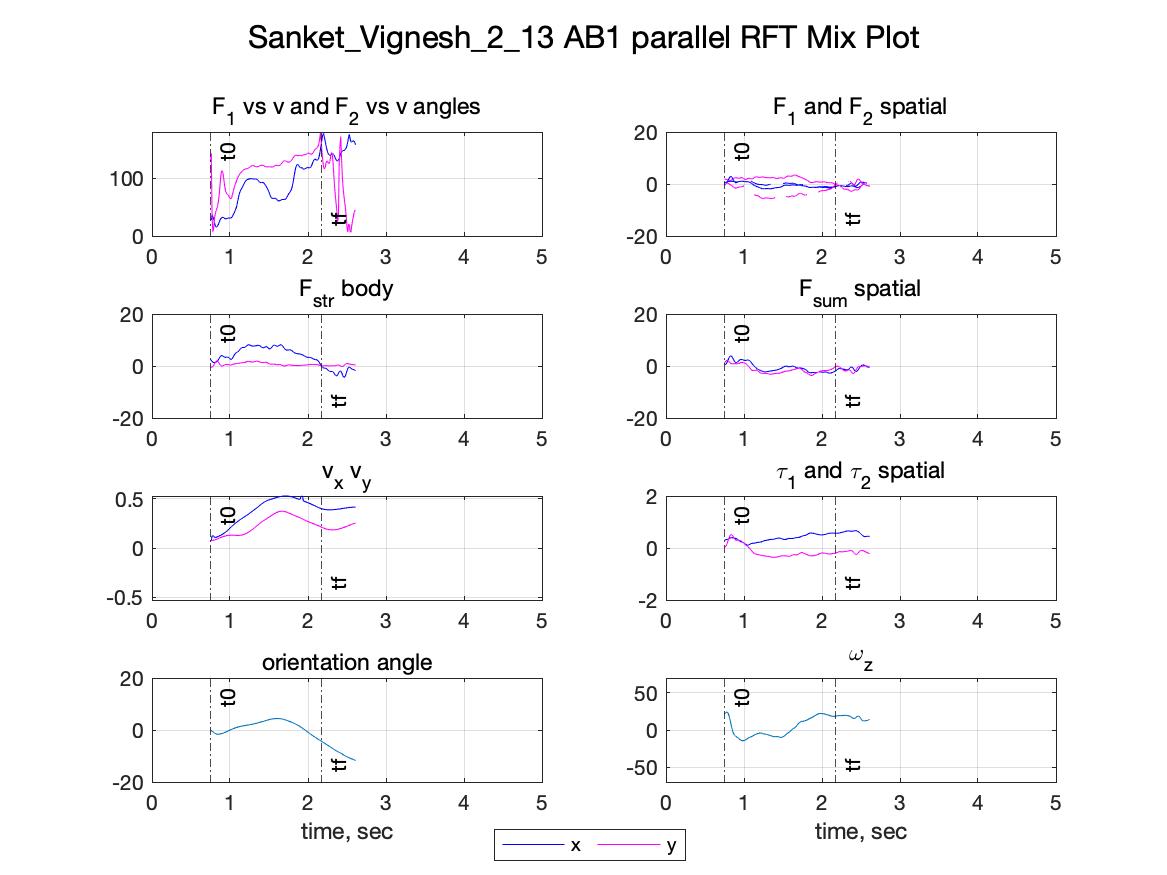 Sanket_Vignesh_2_13 AB1 parallel RFT Mix Plot
F1 vs v and F2 vs v angles
100
0
t0
tf
0 1 2 3 4 5
F1 and F2 spatial
20
0
-20
t0
tf
0 1 2 3 4 5
Fstr body
20
0
-20
t0
tf
0 1 2 3 4 5
Fsum spatial
20
0
-20
t0
tf
0 1 2 3 4 5
vx vy
0.5
0
-0.5
t0
tf
0 1 2 3 4 5
τ1 and τ2 spatial
2
0
-2
t0
tf
0 1 2 3 4 5
orientation angle
20
0
-20
t0
tf
0 1 2 3 4 5
time, sec
ωz
50
0
-50
t0
tf
0 1 2 3 4 5
time, sec
x y